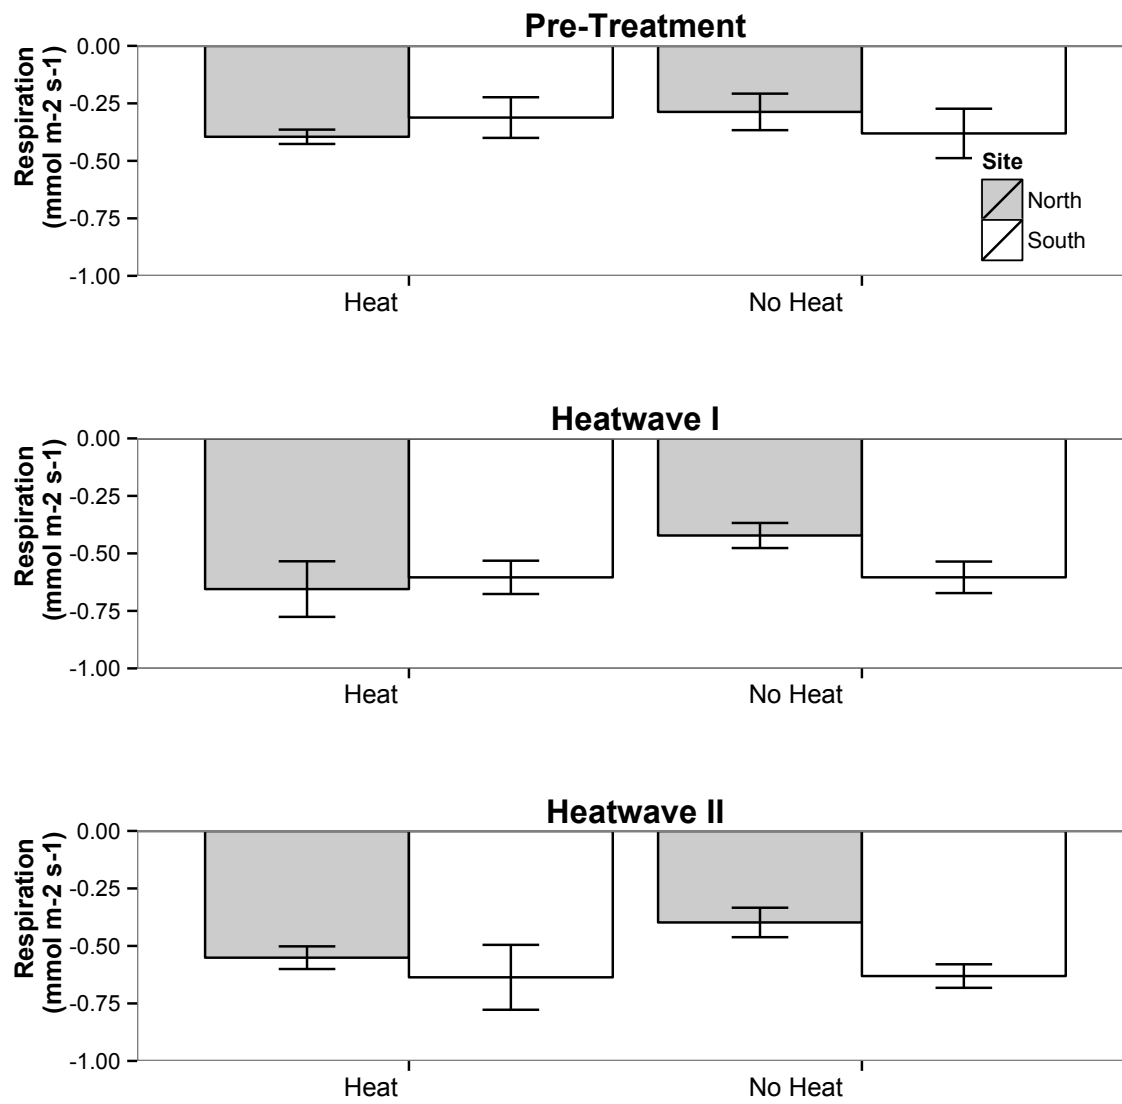 Pre-Treatment
Respiration
(mmol m-2 s-1)
0.00
-0.25
-0.50
-0.75
-1.00
Heat
No Heat
Site
North
South
Heatwave I
Respiration
(mmol m-2 s-1)
0.00
-0.25
-0.50
-0.75
-1.00
Heat
No Heat
Heatwave II
Respiration
(mmol m-2 s-1)
0.00
-0.25
-0.50
-0.75
-1.00
Heat
No Heat